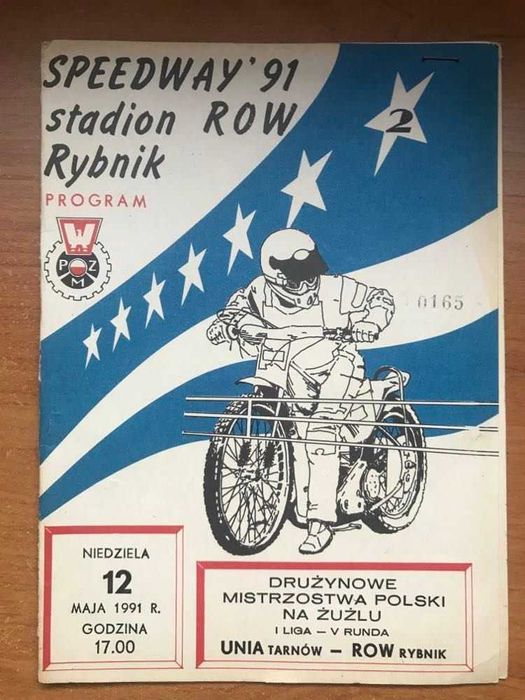 SPEEDWAY '91
stadion ROW
Rybnik
PROGRAM
W
P Z
M
2
0165
NIEDZIELA
12
MAJA 1991 R.
GODZINA
17.00
DRUŻYNOWE
MISTRZOSTWA POLSKI
NA ŻUŻLU
I LIGA – V RUNDA
UNIA TARNÓW – ROW RYBNIK